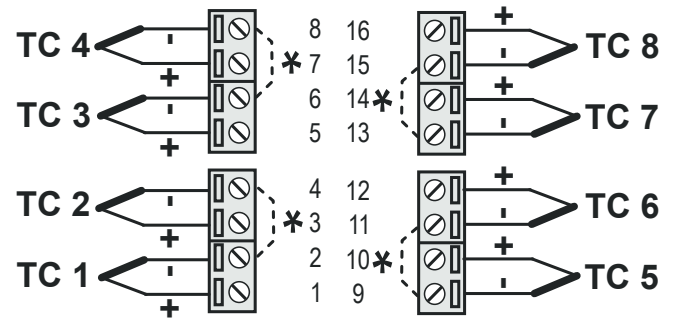 +
TC 4 - 8 16 TC 8
+ * 7 15 -
+
TC 3 - 6 14 * TC 7
+ 5 13 -
+
TC 2 - 4 12 TC 6
+ * 3 11 -
+
TC 1 - 2 10 * TC 5
+ 1 9 -